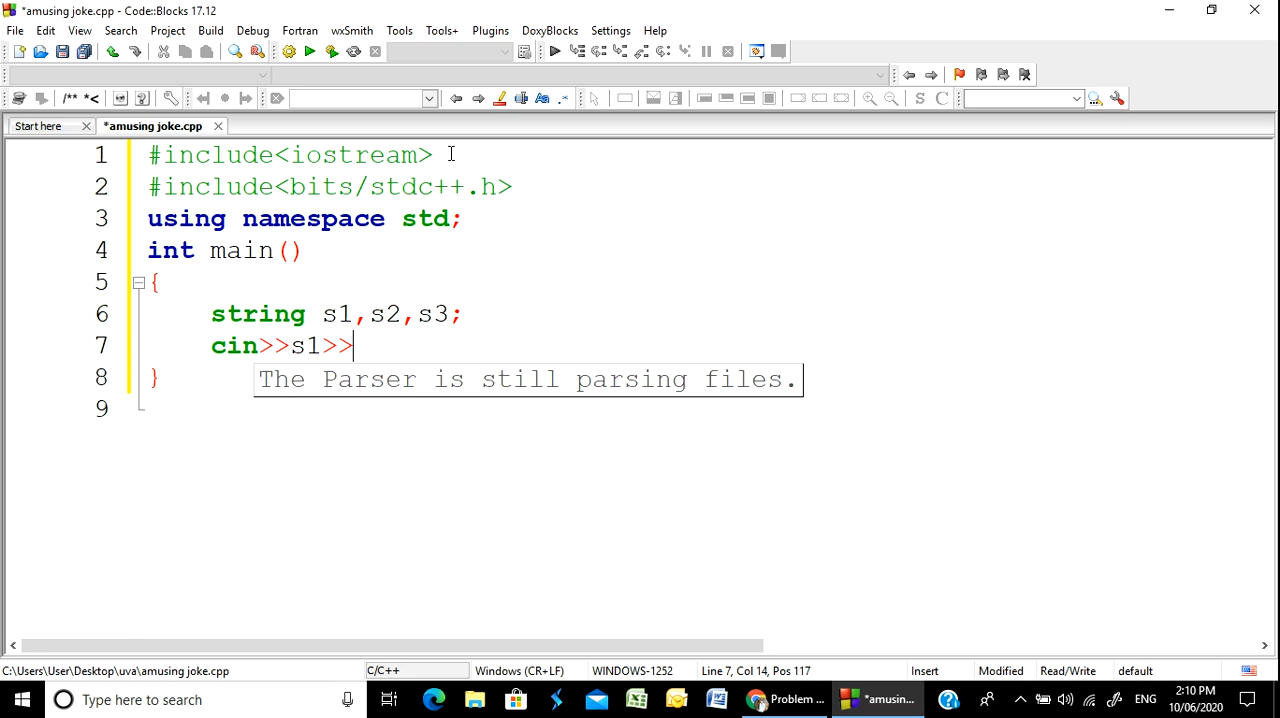 *amusing joke.cpp - Code::Blocks 17.12
File Edit View Search Project Build Debug Fortran wxSmith Tools Tools+ Plugins DoxyBlocks Settings Help
/** *<
Aa .*
S C
Start here *amusing joke.cpp
1 #include<iostream>
2 #include<bits/stdc++.h>
3 using namespace std;
4 int main()
5 {
6 string s1,s2,s3;
7 cin>>s1>>
8 }
The Parser is still parsing files.
9
C:\Users\User\Desktop\uva\amusing joke.cpp C/C++ Windows (CR+LF) WINDOWS-1252 Line 7, Col 14, Pos 117 Insert Modified Read/Write default
Type here to search Problem ... *amusin... ENG 2:10 PM
10/06/2020